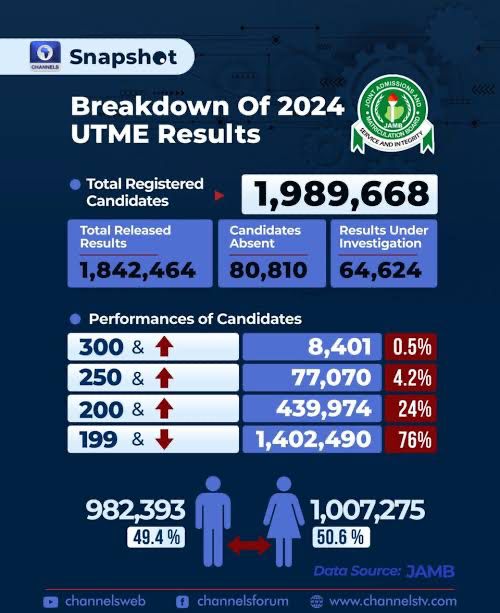 CHANNELS
Snapshot
Breakdown Of 2024
UTME Results
JOINT ADMISSIONS AND
MATRICULATION BOARD
JAMB
SERVICE AND INTEGRITY
Total Registered
Candidates
1,989,668
Total Released
Results
1,842,464
Candidates
Absent
80,810
Results Under
Investigation
64,624
Performances of Candidates
300 & 8,401 0.5%
250 & 77,070 4.2%
200 & 439,974 24%
199 & 1,402,490 76%
982,393
49.4 %
1,007,275
50.6 %
Data Source: JAMB
channelsweb
channelsforum
www.channelstv.com